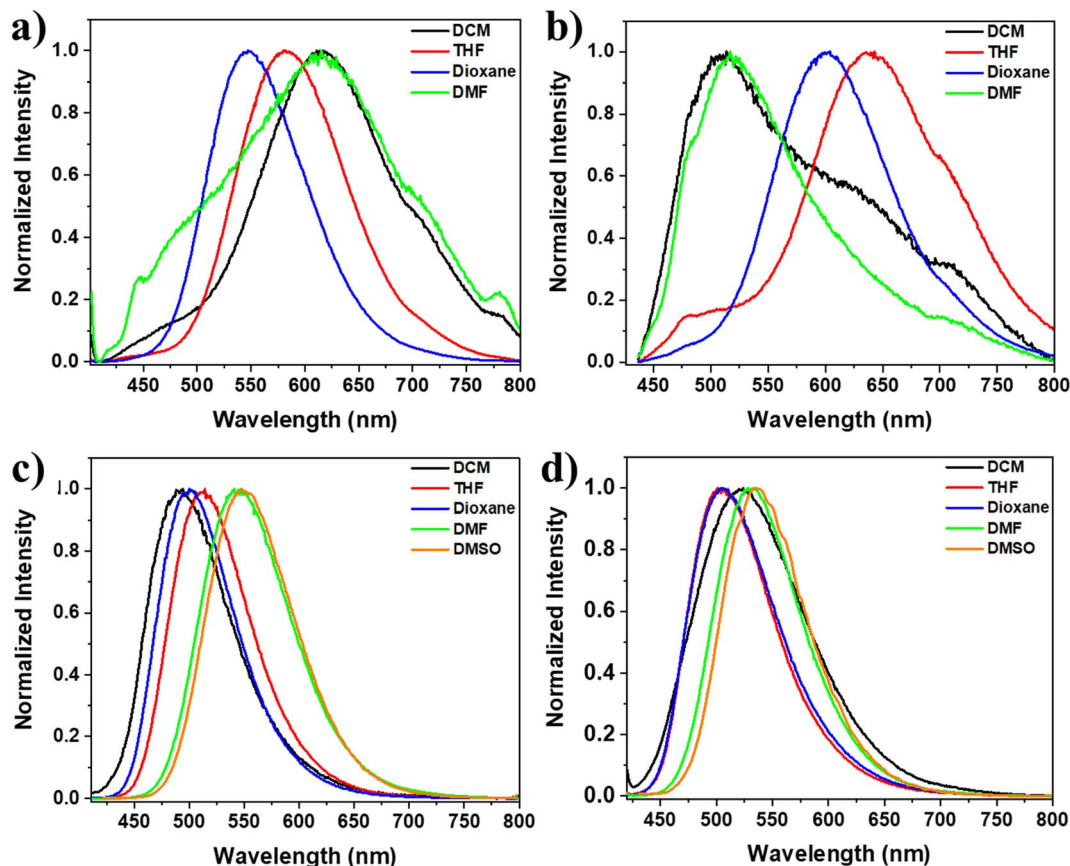 a)
DCM
THF
Dioxane
DMF
1.0
0.8
0.6
0.4
0.2
0.0
Normalized Intensity
450 500 550 600 650 700 750 800
Wavelength (nm)
b)
DCM
THF
Dioxane
DMF
1.0
0.8
0.6
0.4
0.2
0.0
Normalized Intensity
450 500 550 600 650 700 750 800
Wavelength (nm)
c)
DCM
THF
Dioxane
DMF
DMSO
1.0
0.8
0.6
0.4
0.2
0.0
Normalized Intensity
450 500 550 600 650 700 750 800
Wavelength (nm)
d)
DCM
THF
Dioxane
DMF
DMSO
1.0
0.8
0.6
0.4
0.2
0.0
Normalized Intensity
450 500 550 600 650 700 750 800
Wavelength (nm)